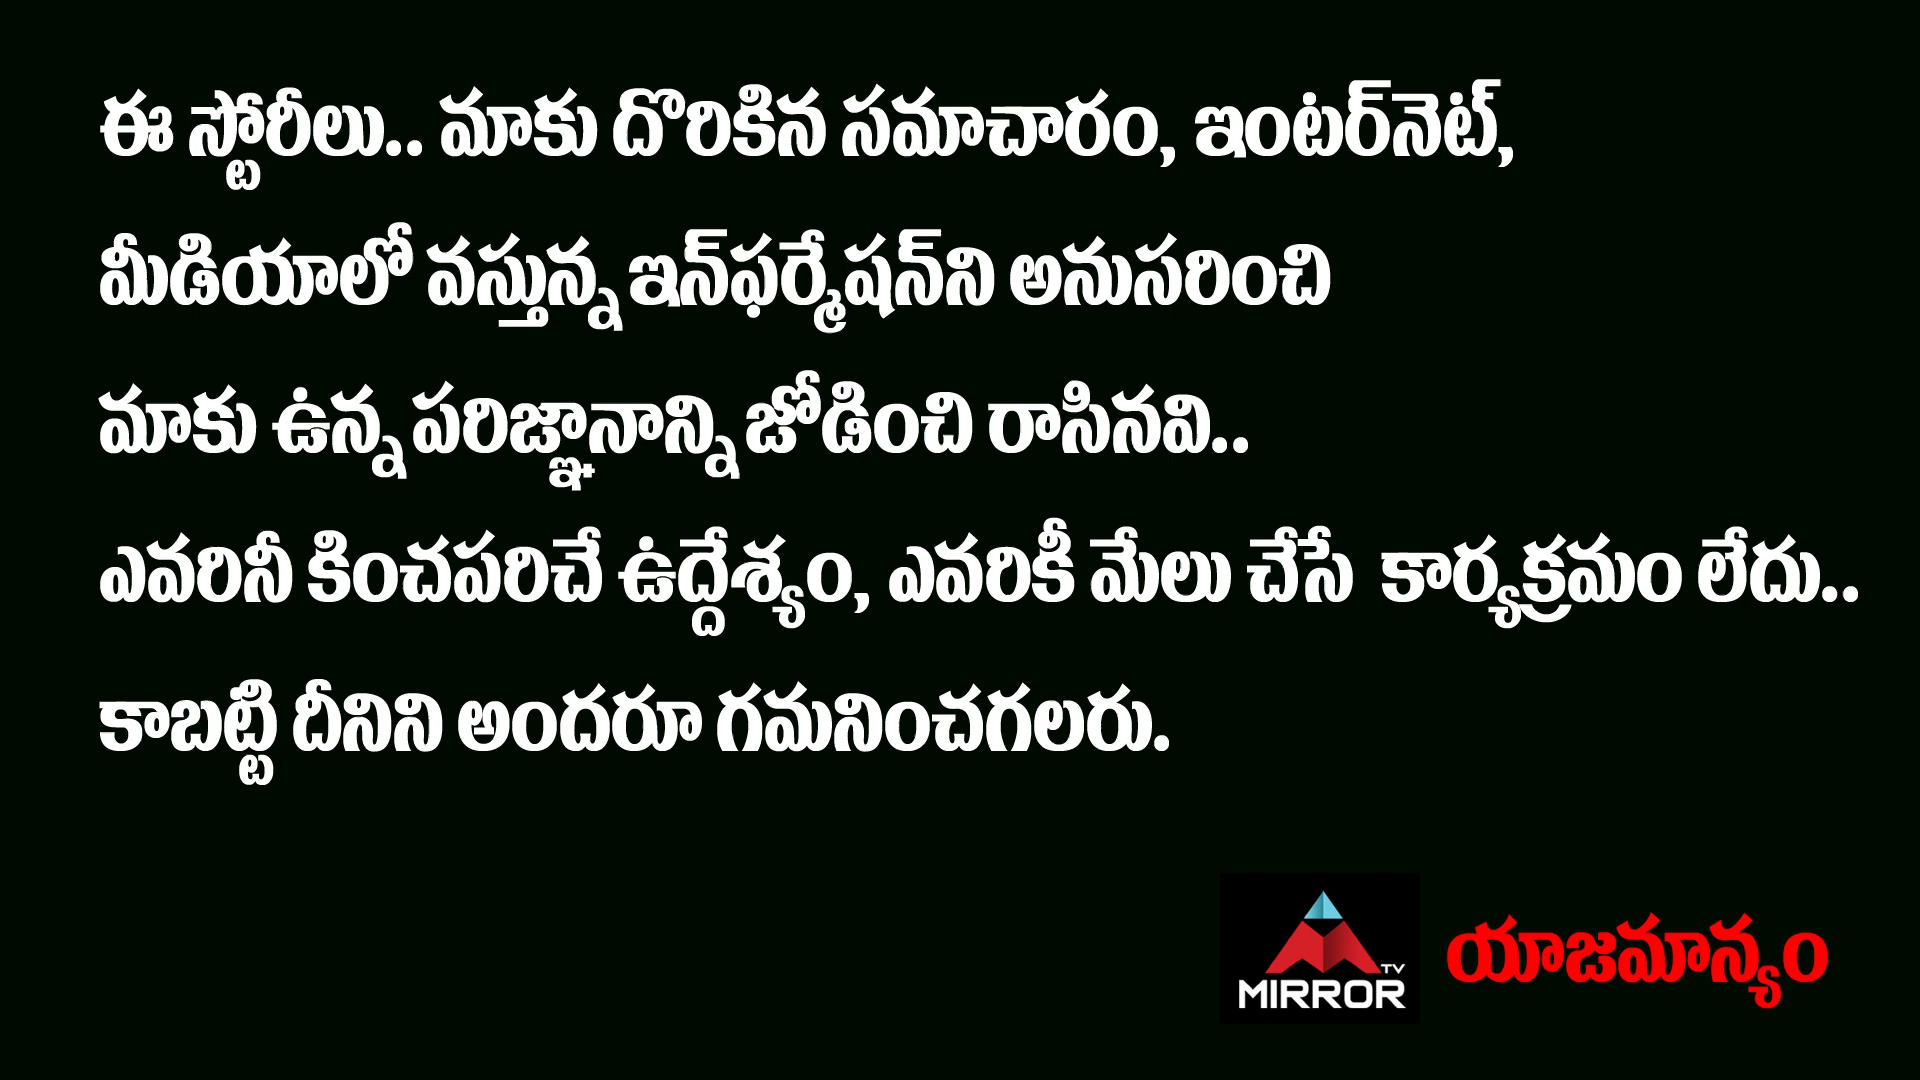 ఈ స్టోరీలు.. మాకు దొరికిన సమాచారం, ఇంటర్‌నెట్,
మీడియాలో వస్తున్న ఇన్‌ఫర్మేషన్‌ని అనుసరించి
మాకు ఉన్న పరిజ్ఞానాన్ని జోడించి రాసినవి..
ఎవరినీ కించపరిచే ఉద్దేశ్యం, ఎవరికీ మేలు చేసే కార్యక్రమం లేదు..
కాబట్టి దీనిని అందరూ గమనించగలరు.
TV
MIRROR
యాజమాన్యం